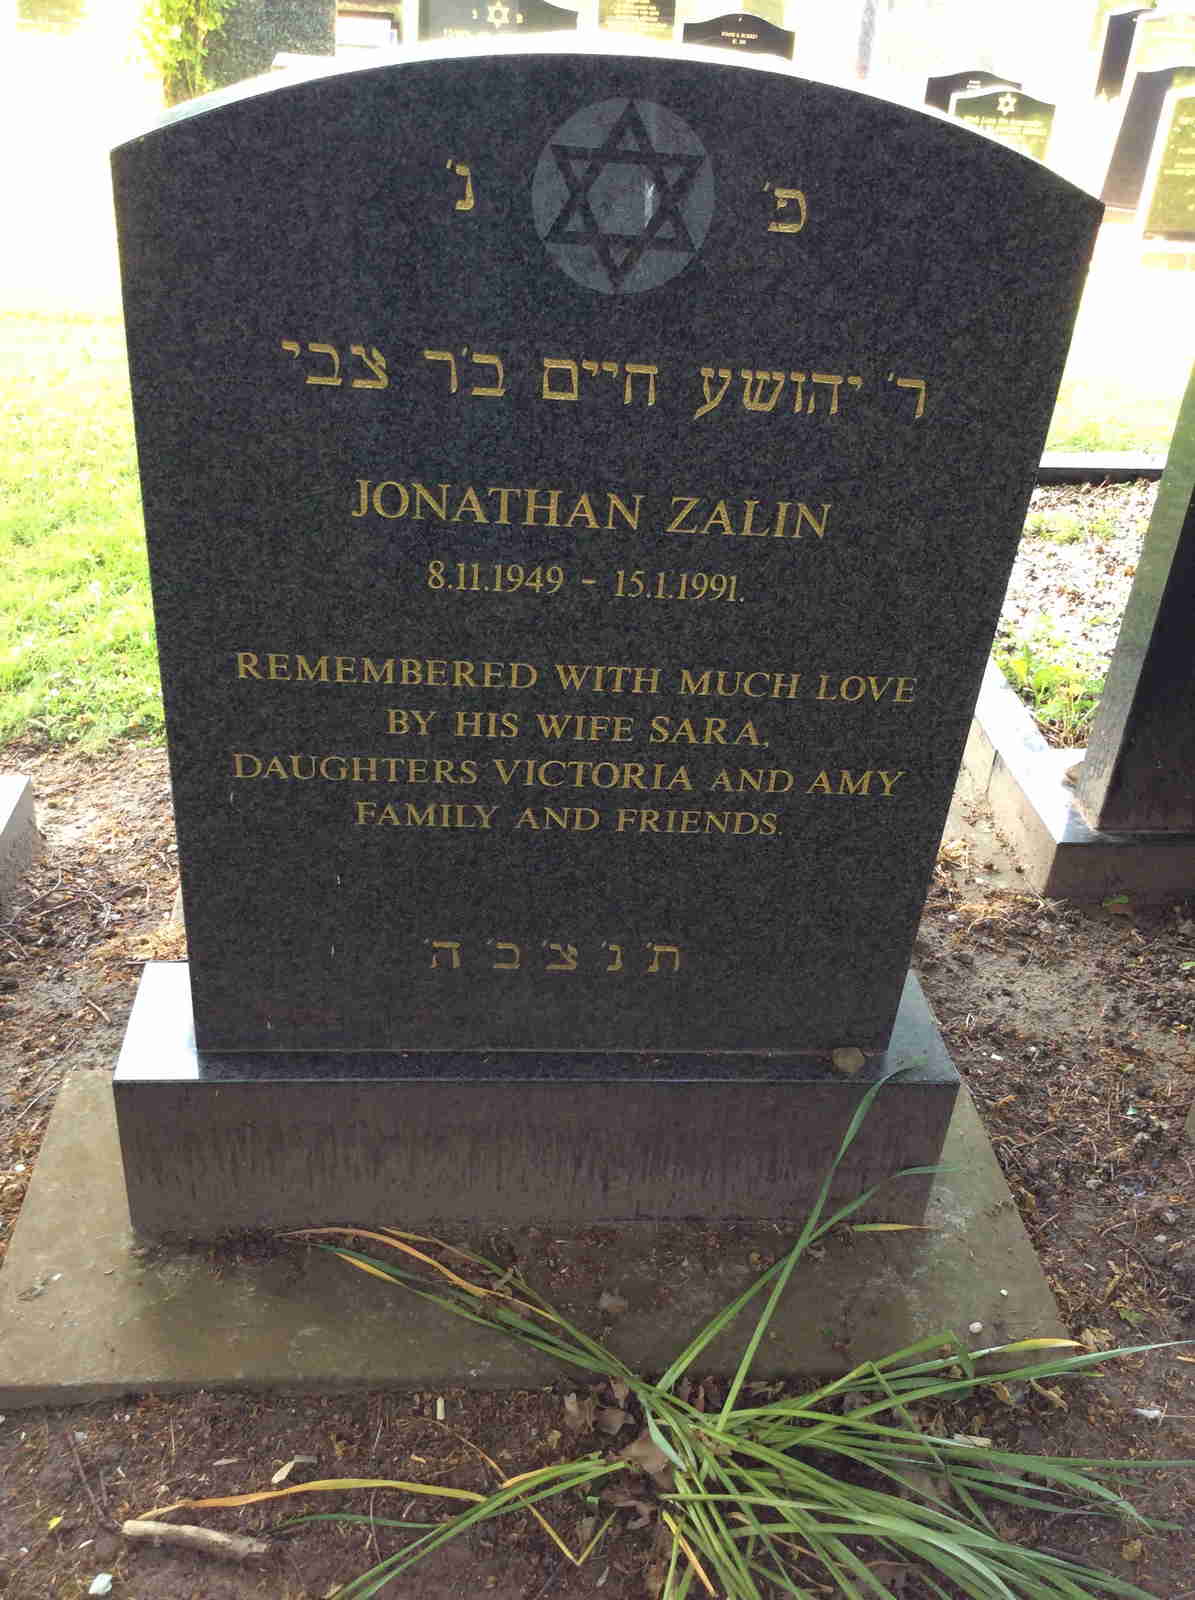 פ׳ נ׳
ר׳ יהושע חיים ב׳ר צבי
JONATHAN ZALIN
8.11.1949 - 15.1.1991.
REMEMBERED WITH MUCH LOVE
BY HIS WIFE SARA,
DAUGHTERS VICTORIA AND AMY
FAMILY AND FRIENDS.
ת׳ נ׳ צ׳ ב׳ ה׳